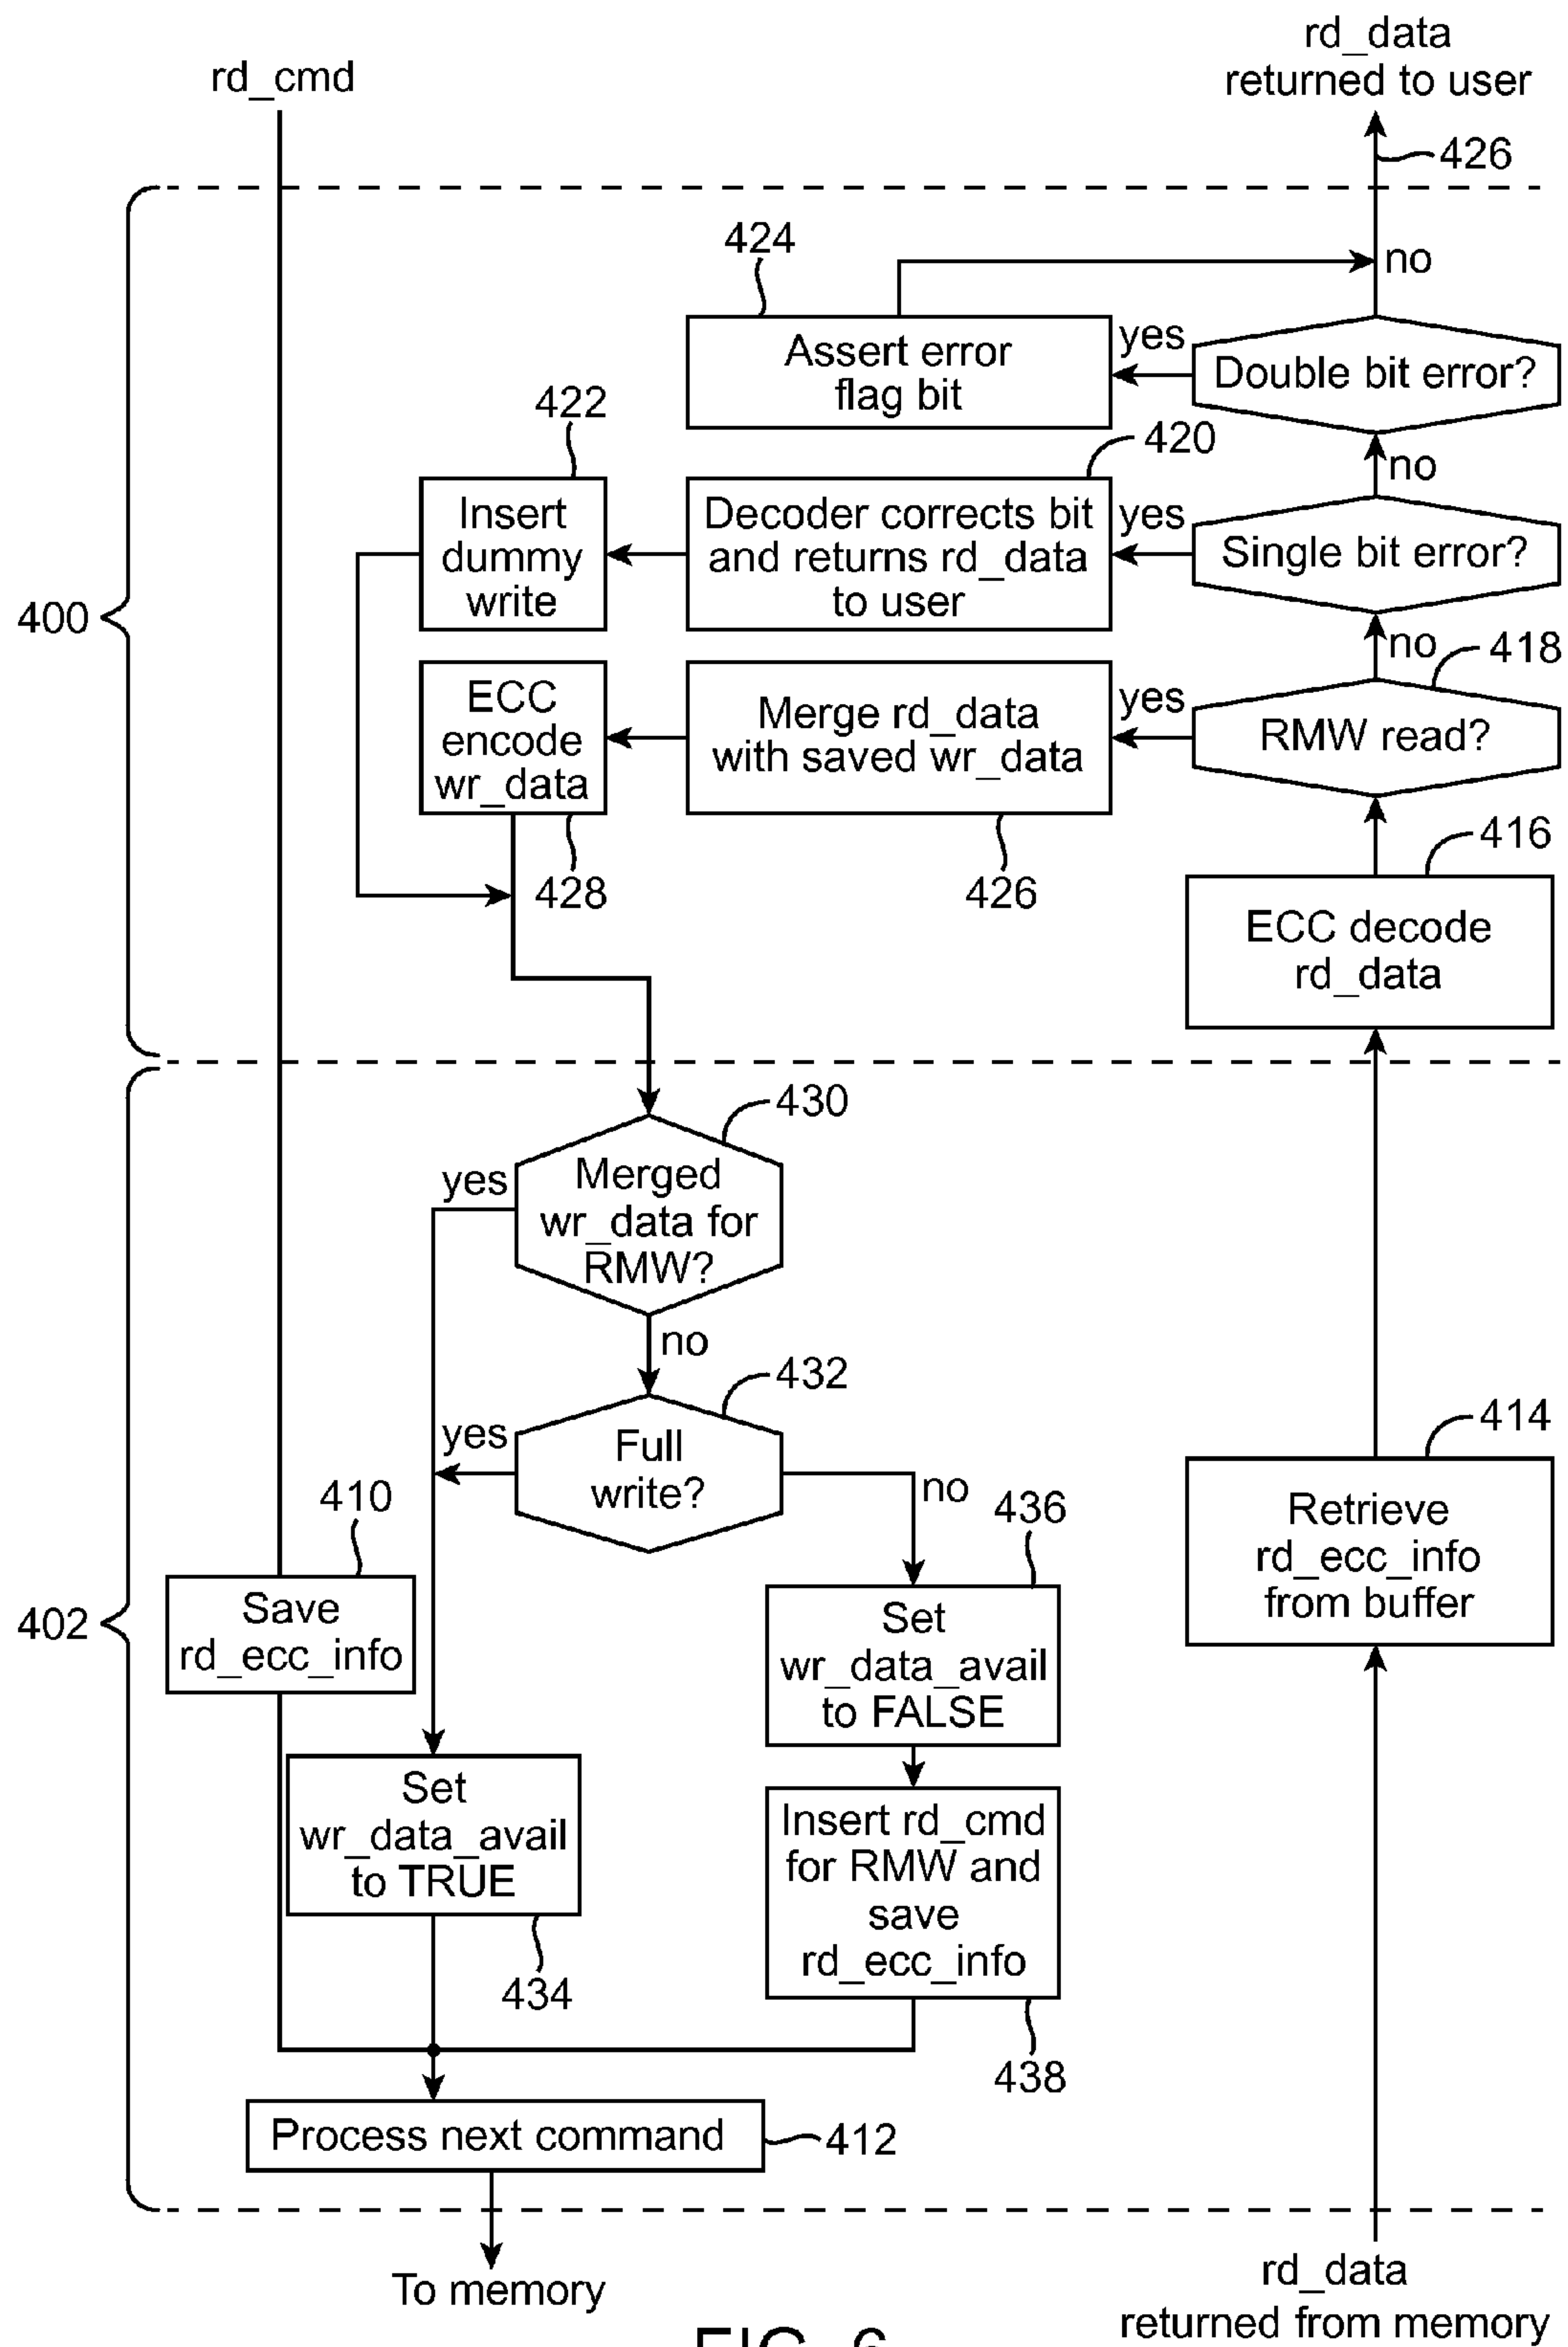 rd_data
returned to user
rd_cmd
426
424
no
Assert error
flag bit
yes
Double bit error?
422
420
no
Insert
dummy
write
Decoder corrects bit
and returns rd_data
to user
yes
Single bit error?
400
no
418
ECC
encode
wr_data
Merge rd_data
with saved wr_data
yes
RMW read?
428
426
416
ECC decode
rd_data
430
yes
Merged
wr_data for
RMW?
no
432
yes
Full
write?
no
414
410
436
Retrieve
rd_ecc_info
from buffer
402
Save
rd_ecc_info
Set
wr_data_avail
to FALSE
Set
wr_data_avail
to TRUE
Insert rd_cmd
for RMW and
save
rd_ecc_info
434
438
Process next command
412
To memory
rd_data
returned from memory
FIG. 6